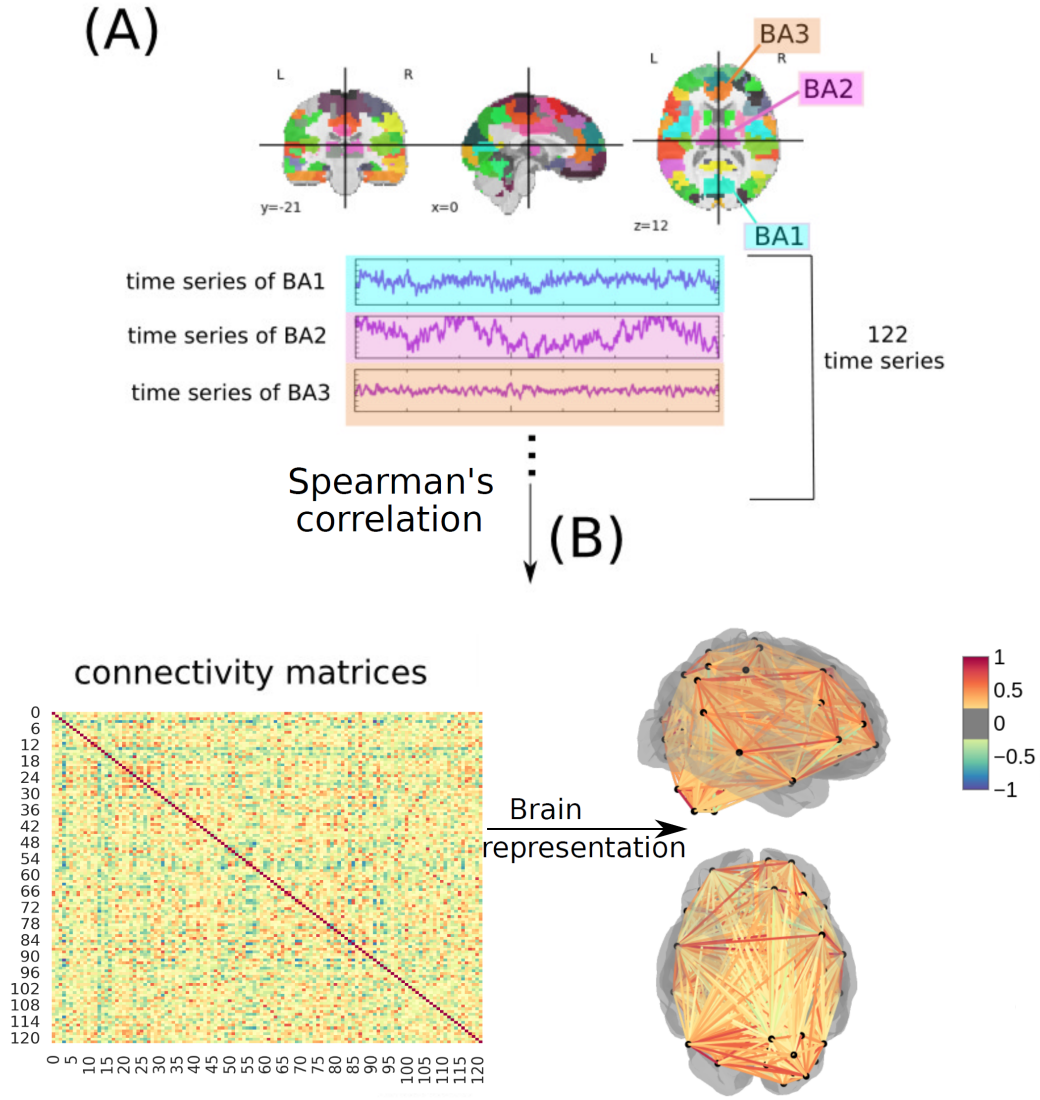 (A)
BA3
L
R
L
R
BA2
y=-21
x=0
z=12
BA1
time series of BA1
time series of BA2
time series of BA3
122
time series
Spearman's
correlation
(B)
connectivity matrices
0
6
12
18
24
30
36
42
48
54
60
66
72
78
84
90
96
102
108
114
120
0
5
10
15
20
25
30
35
40
45
50
55
60
65
70
75
80
85
90
95
100
105
110
115
120
Brain
representation
1
0.5
0
−0.5
−1